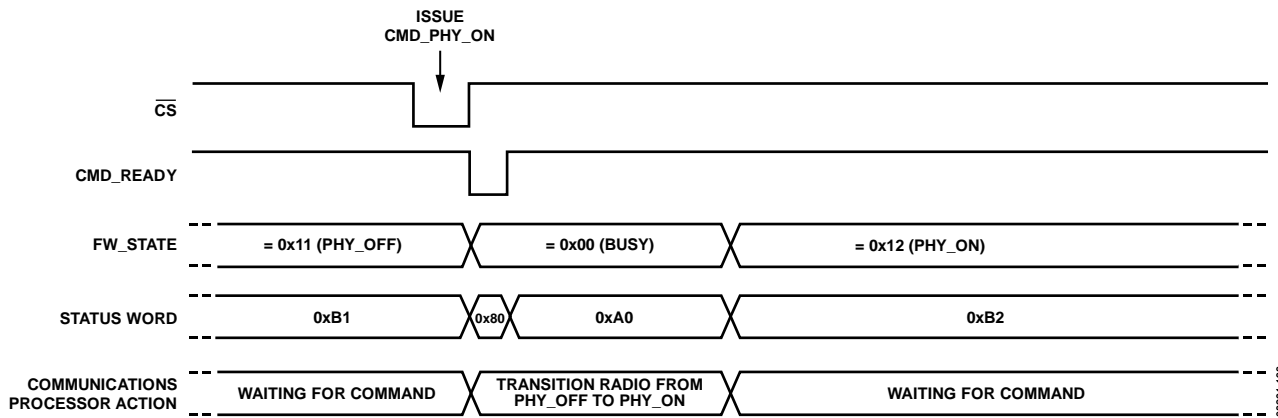 ISSUE
CMD_PHY_ON
CS
CMD_READY
FW_STATE
= 0x11 (PHY_OFF)
= 0x00 (BUSY)
= 0x12 (PHY_ON)
STATUS WORD
0xB1
0x80
0xA0
0xB2
COMMUNICATIONS
PROCESSOR ACTION
WAITING FOR COMMAND
TRANSITION RADIO FROM
PHY_OFF TO PHY_ON
WAITING FOR COMMAND